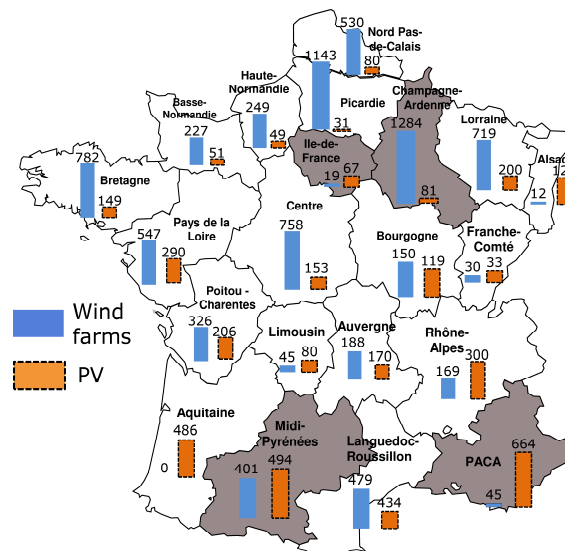 530
Nord Pas-
de-Calais
80
1143
Haute-
Normandie
Champagne-
Ardenne
Picardie
31
Basse-
Normandie
249
49
227
51
Lorraine
719
200
1284
81
Ile-de-
France
19
67
Alsa
12
12
782
Bretagne
149
Pays de la
Loire
547
290
Centre
758
153
Bourgogne
150
119
Franche-
Comté
30
33
Wind
farms
PV
Poitou -
Charentes
326
206
Limousin
45
80
Auvergne
188
170
Rhône-
Alpes
169
300
Aquitaine
486
0
Midi-
Pyrénées
401
494
Languedoc-
Roussillon
479
434
PACA
664
45